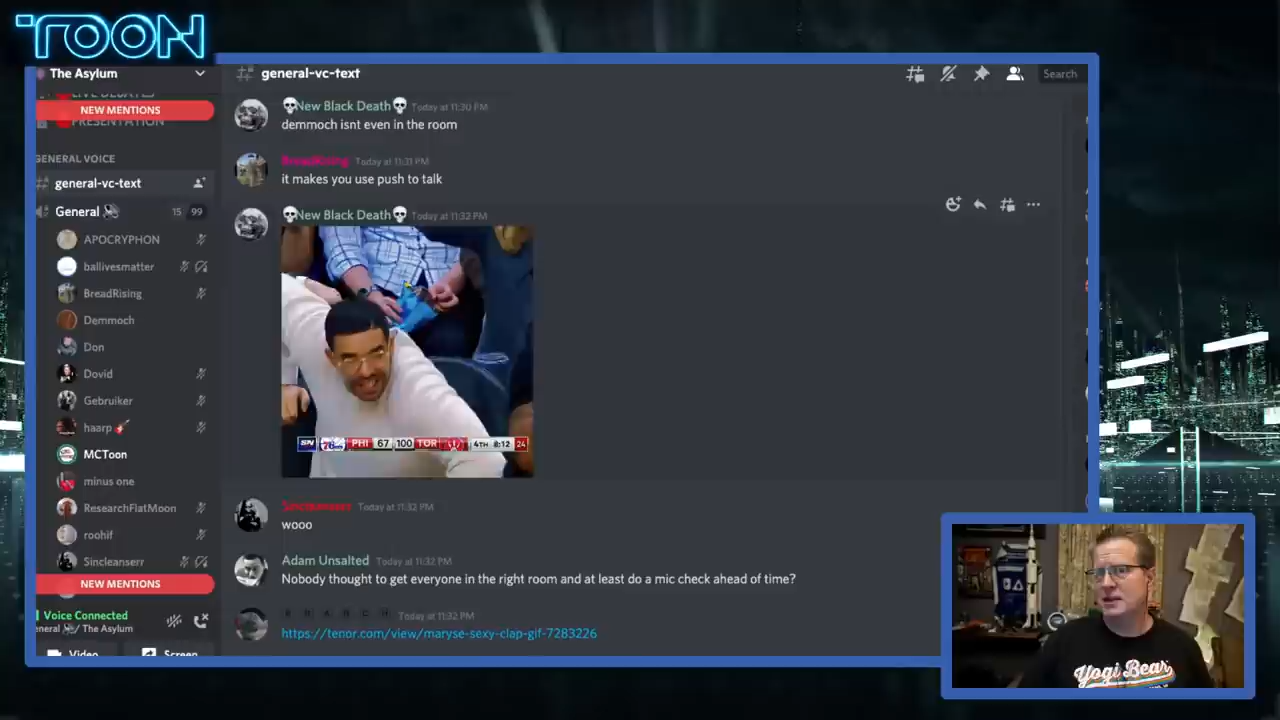 TOON
The Asylum
LIVE DEBATES
NEW MENTIONS
PRESENTATION
GENERAL VOICE
general-vc-text
General
15 99
APOCRYPHON
ballivesmatter
BreadRising
Demmoch
Don
Dovid
Gebruiker
haarp
MCToon
minus one
ResearchFlatMoon
roohif
Sincleanserr
NEW MENTIONS
Voice Connected
eneral / The Asylum
Video
Screen
general-vc-text
Search
New Black Death Today at 11:30 PM
demmoch isnt even in the room
BreadRising Today at 11:31 PM
it makes you use push to talk
New Black Death Today at 11:32 PM
SN 76ers PHI 67 100 TOR 4TH 8:12 24
Sincleanserr Today at 11:32 PM
wooo
Adam Unsalted Today at 11:32 PM
Nobody thought to get everyone in the right room and at least do a mic check ahead of time?
Today at 11:32 PM
https://tenor.com/view/maryse-sexy-clap-gif-7283226
Yogi Bear